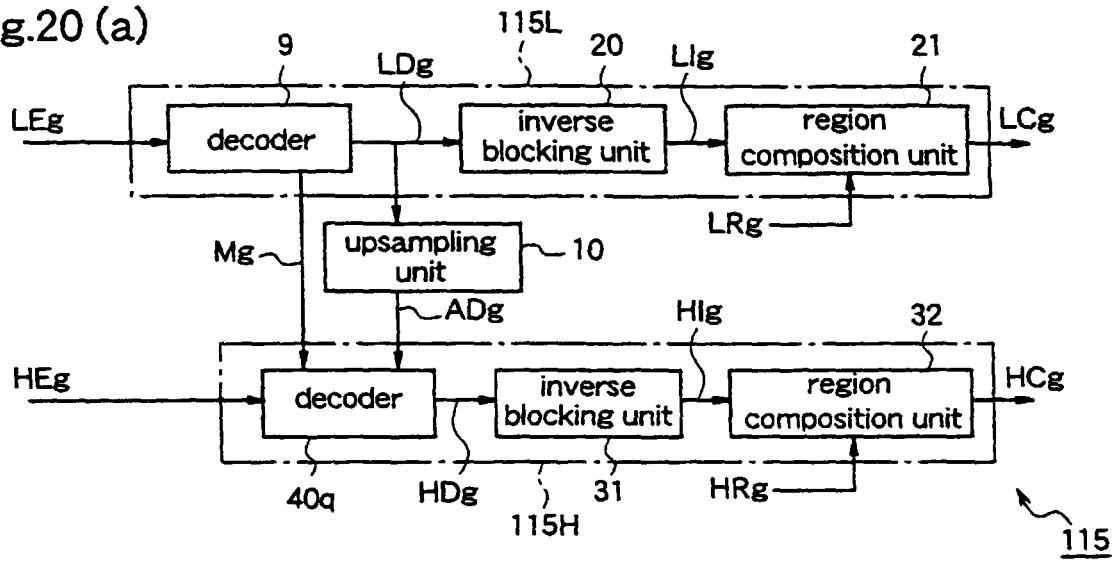 g.20 (a)
115L
9
LDg
20
LIg
21
LEg
decoder
inverse
blocking unit
region
composition unit
LCg
Mg
upsampling
unit
10
LRg
ADg
HIg
32
HEg
decoder
inverse
blocking unit
region
composition unit
HCg
40q
HDg
31
HRg
115H
115